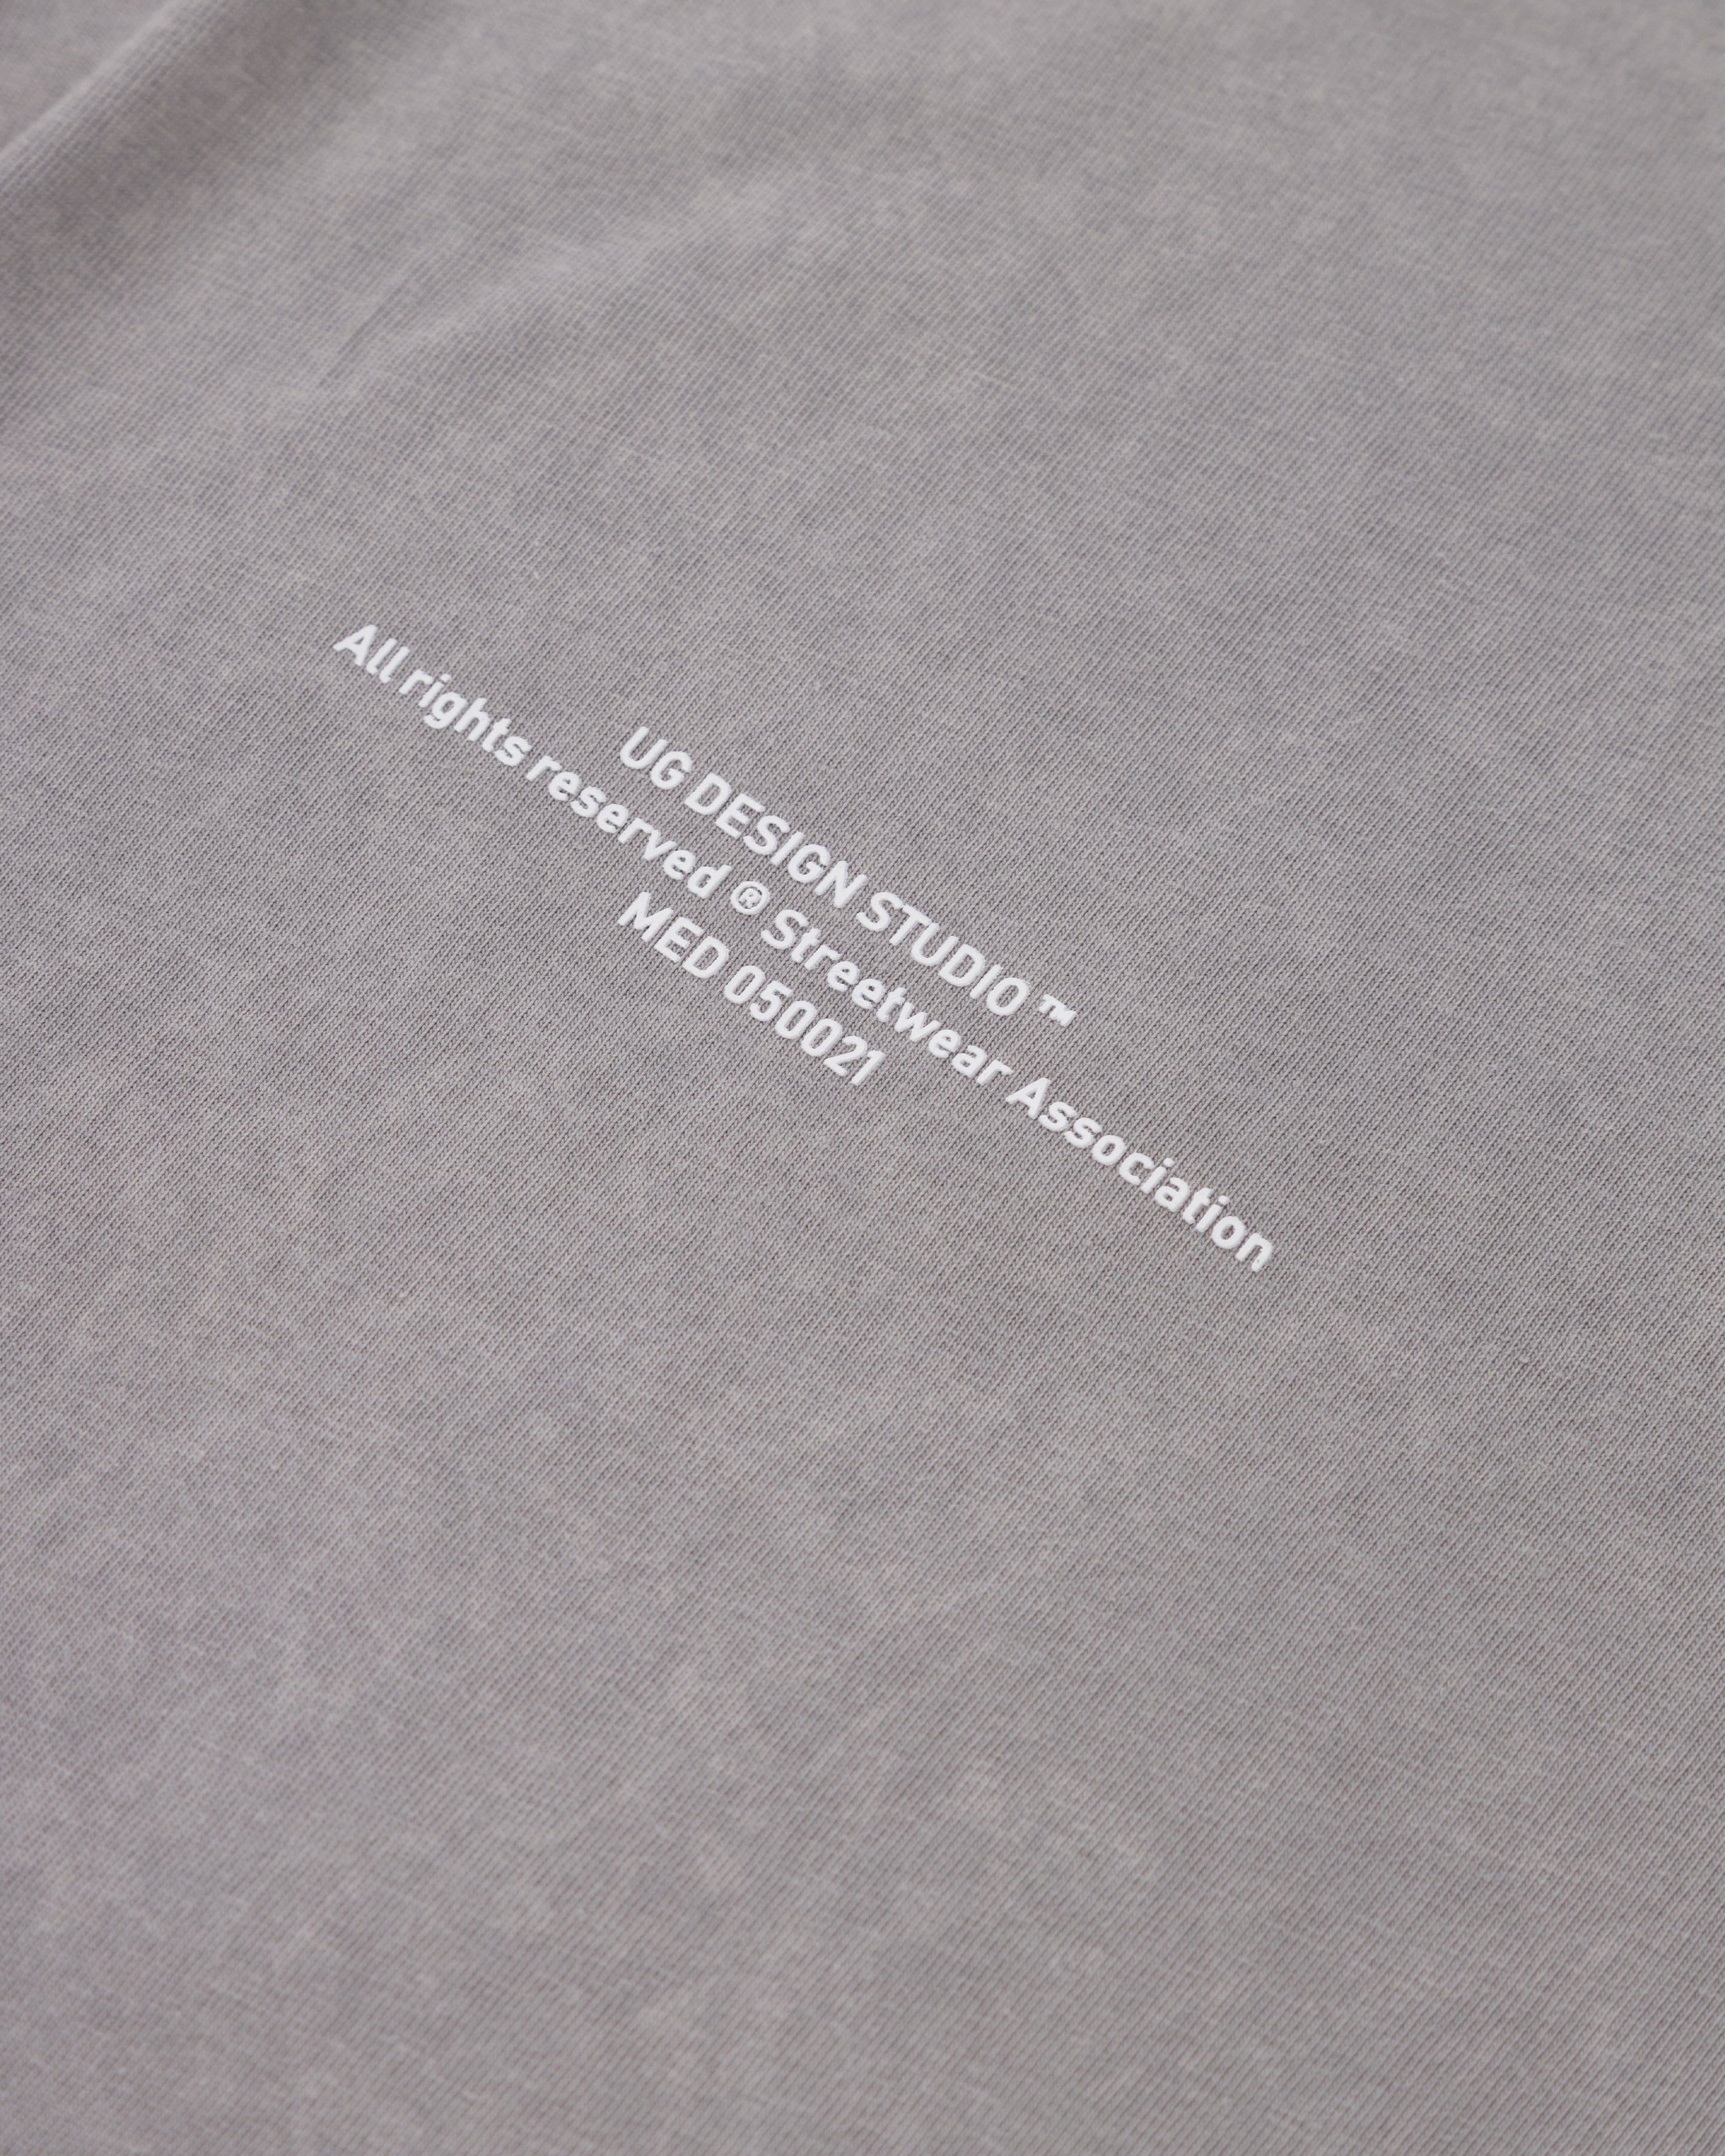 UG DESIGN STUDIO ™
All rights reserved ® Streetwear Association
MED 050021